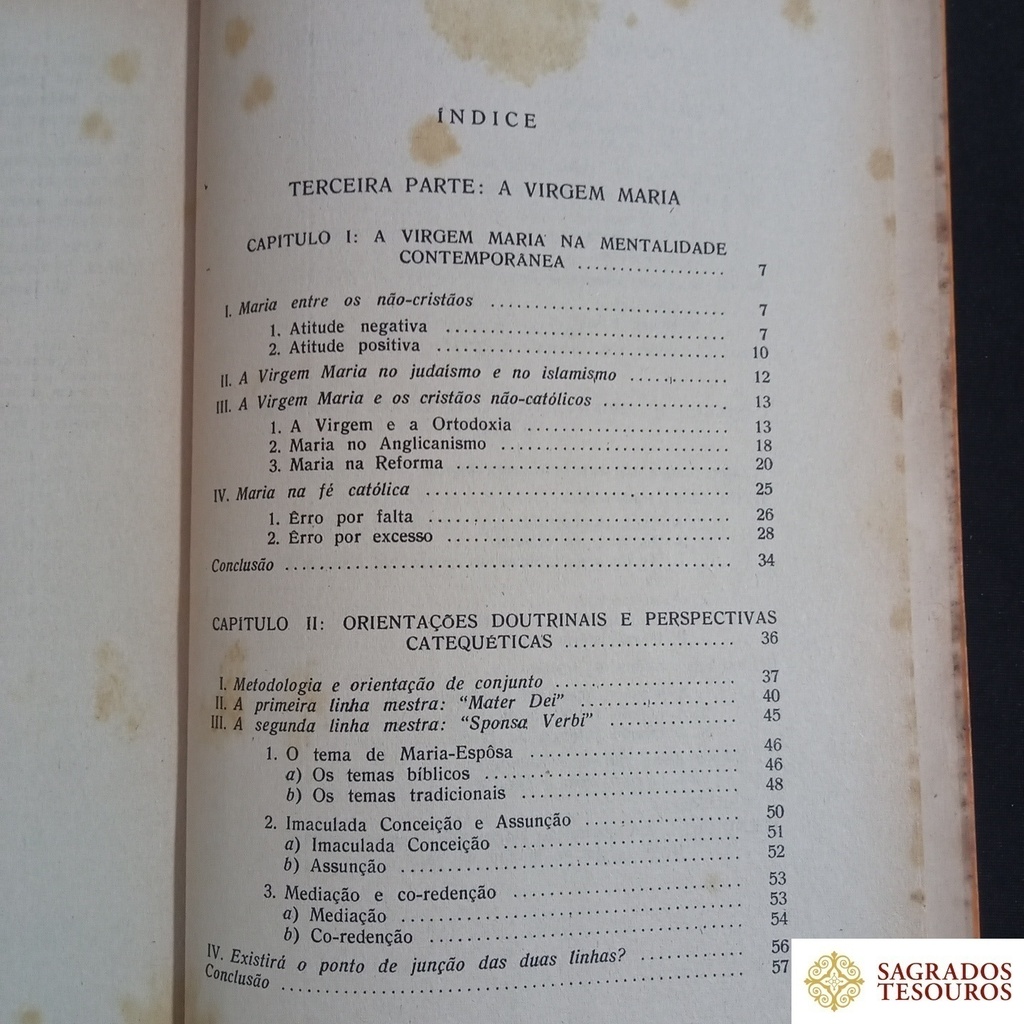 ÍNDICE
TERCEIRA PARTE: A VIRGEM MARIA
CAPITULO I: A VIRGEM MARIA NA MENTALIDADE
CONTEMPORÂNEA .................. 7
I. Maria entre os não-cristãos .............................. 7
1. Atitude negativa .................................... 7
2. Atitude positiva .................................... 10
II. A Virgem Maria no judaísmo e no islamismo ............ 12
III. A Virgem Maria e os cristãos não-católicos ............... 13
1. A Virgem e a Ortodoxia .......................... 13
2. Maria no Anglicanismo ............................. 18
3. Maria na Reforma .................................. 20
IV. Maria na fé católica ..................................... 25
1. Êrro por falta ...................................... 26
2. Êrro por excesso ................................... 28
Conclusão ..................................................... 34
CAPITULO II: ORIENTAÇÕES DOUTRINAIS E PERSPECTIVAS
CATEQUÉTICAS .................... 36
I. Metodologia e orientação de conjunto ..................... 37
II. A primeira linha mestra: “Mater Dei” .................. 40
III. A segunda linha mestra: “Sponsa Verbi” ............... 45
1. O tema de Maria-Espôsa .......................... 46
a) Os temas bíblicos .............................. 46
b) Os temas tradicionais .......................... 48
2. Imaculada Conceição e Assunção .................. 50
a) Imaculada Conceição ........................... 51
b) Assunção ....................................... 52
3. Mediação e co-redenção .......................... 53
a) Mediação ....................................... 53
b) Co-redenção .................................... 54
IV. Existirá o ponto de junção das duas linhas? ............ 56
Conclusão ..................................................... 57
SAGRADOS
TESOUROS